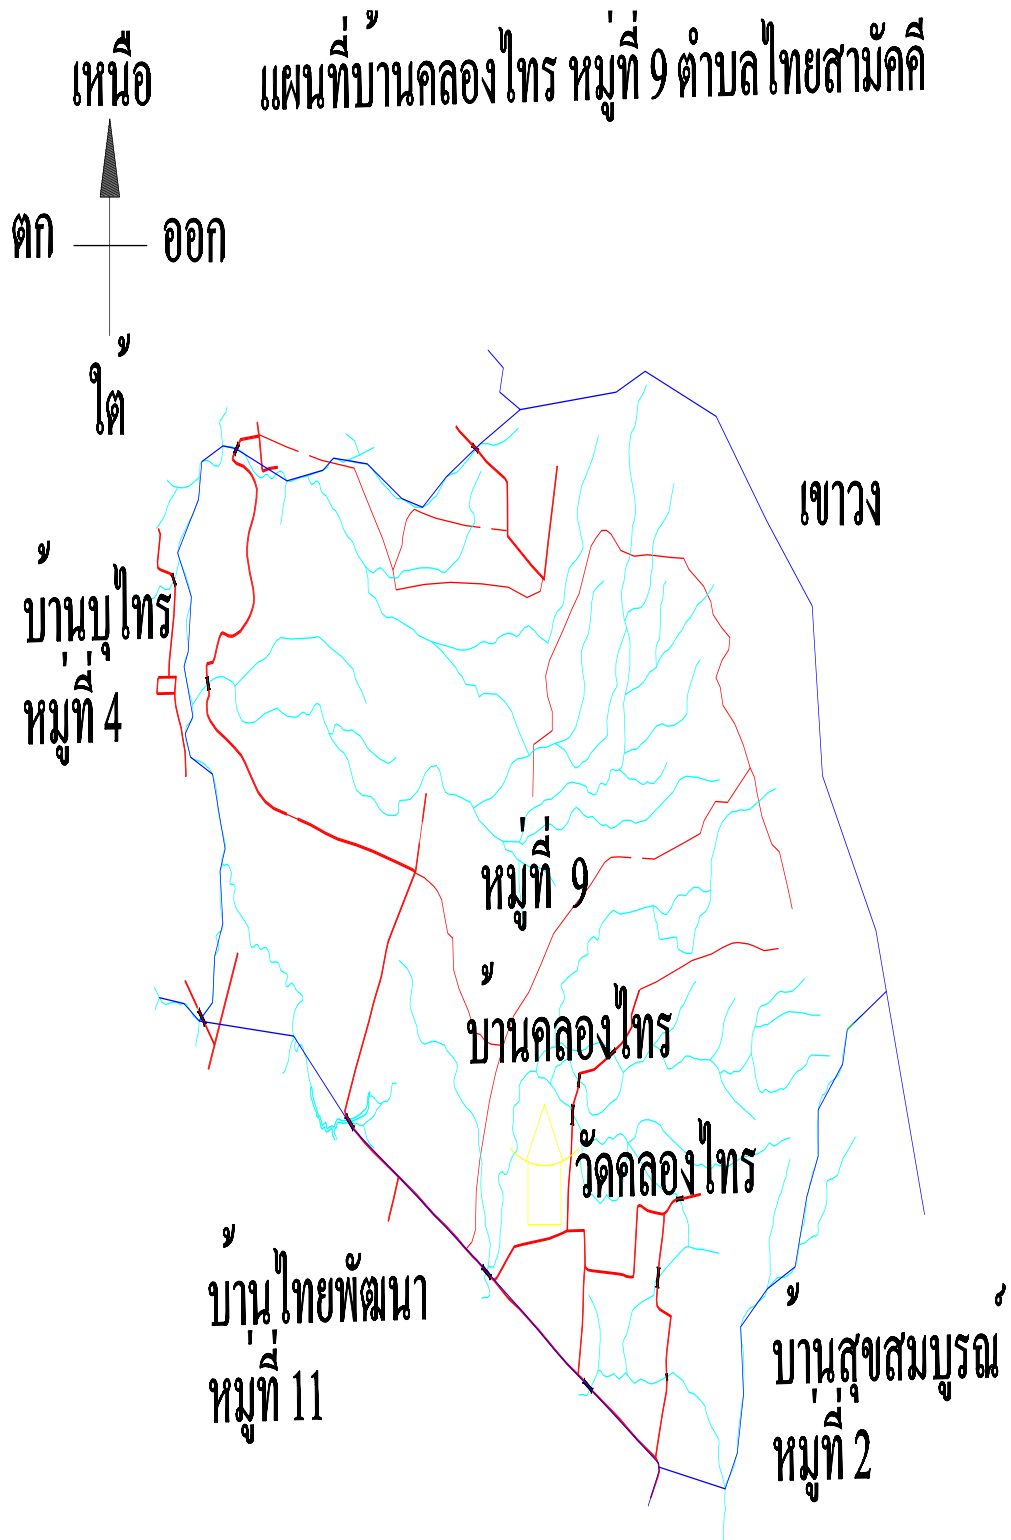 แผนที่บ้านคลองไทร หมู่ที่ 9 ตำบลไทยสามัคคี
เหนือ
ตก
ออก
ใต้
เขาวง
บ้านบุไทร
หมู่ที่ 4
หมู่ที่ 9
บ้านคลองไทร
วัดคลองไทร
บ้านไทยพัฒนา
หมู่ที่ 11
บ้านสุขสมบูรณ์
หมู่ที่ 2